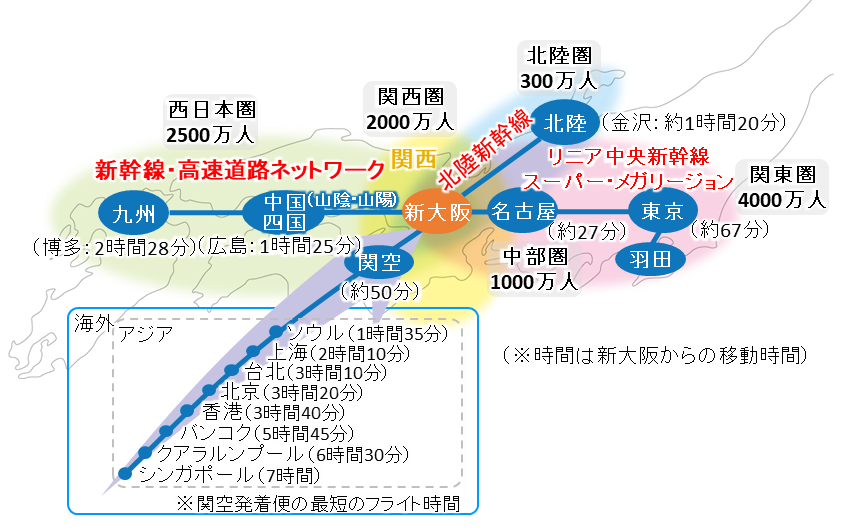 北陸圏
300万人
関西圏
2000万人
西日本圏
2500万人
北陸
(金沢：約1時間20分)
北陸新幹線
関西
新幹線・高速道路ネットワーク
リニア中央新幹線
スーパー・メガリージョン
関東圏
4000万人
九州
中国
四国
(山陰・山陽)
新大阪
名古屋
東京
(博多：2時間28分)
(広島：1時間25分)
(約27分)
(約67分)
関空
(約50分)
中部圏
1000万人
羽田
海外
アジア
ソウル(1時間35分)
上海(2時間10分)
台北(3時間10分)
北京(3時間20分)
香港(3時間40分)
バンコク(5時間45分)
クアラルンプール(6時間30分)
シンガポール(7時間)
※関空発着便の最短のフライト時間
(※時間は新大阪からの移動時間)